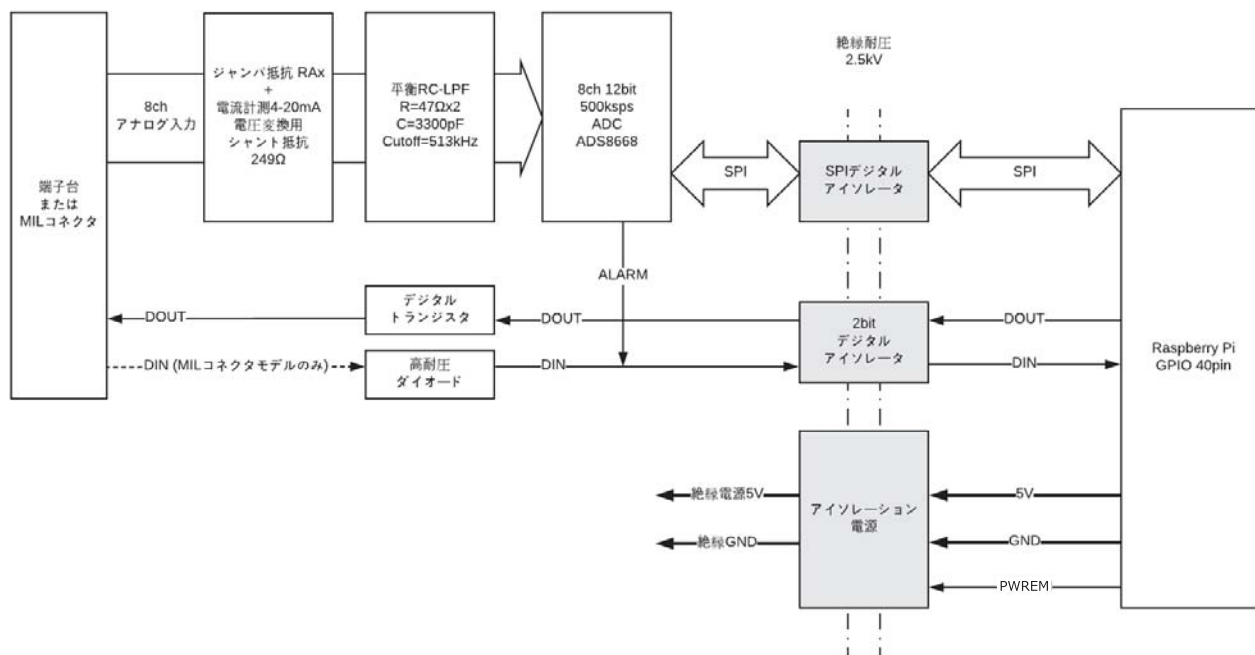 絶縁耐圧
2.5kV
端子台
または
MILコネクタ
8ch
アナログ入力
ジャンパ抵抗 RAx
+
電流計測4-20mA
電圧変換用
シャント抵抗
249Ω
平衡RC-LPF
R=47Ωx2
C=3300pF
Cutoff=513kHz
8ch 12bit
500ksps
ADC
ADS8668
SPI
SPIデジタル
アイソレータ
SPI
ALARM
DOUT
デジタル
トランジスタ
DOUT
2bit
デジタル
アイソレータ
DOUT
DIN (MILコネクタモデルのみ)
高耐圧
ダイオード
DIN
DIN
Raspberry Pi
GPIO 40pin
絶縁電源5V
アイソレーション
電源
5V
絶縁GND
GND
PWREM